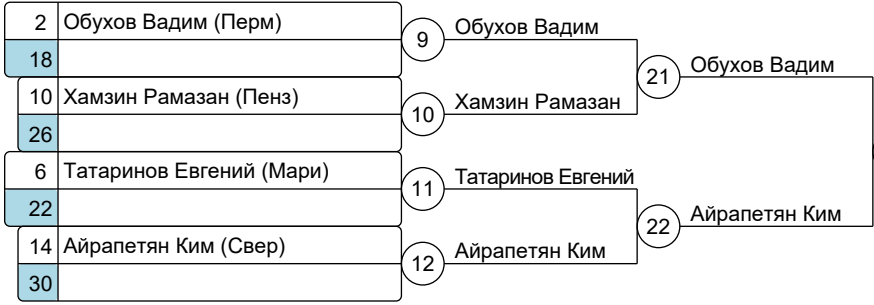 2 Обухов Вадим (Перм)
18
9
Обухов Вадим
10 Хамзин Рамазан (Пенз)
26
10
Хамзин Рамазан
21
Обухов Вадим
6 Татаринов Евгений (Мари)
22
11
Татаринов Евгений
14 Айрапетян Ким (Свер)
30
12
Айрапетян Ким
22
Айрапетян Ким